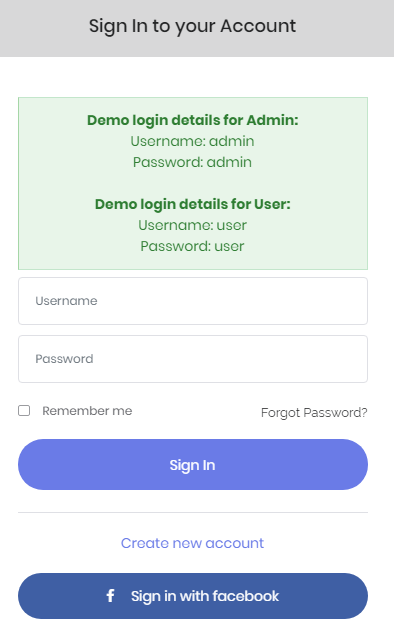 Sign In to your Account
Demo login details for Admin:
Username: admin
Password: admin
Demo login details for User:
Username: user
Password: user
Username
Password
Remember me
Forgot Password?
Sign In
Create new account
Sign in with facebook